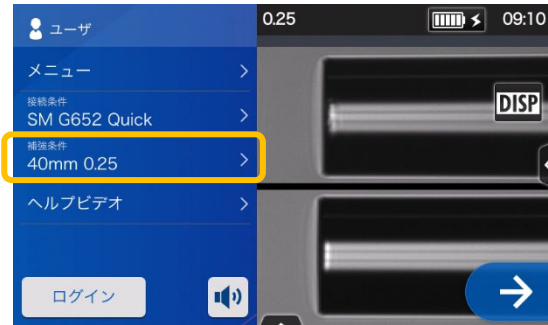 ユーザ
0.25
09:10
メニュー
接続条件
SM G652 Quick
DISP
補強条件
40mm 0.25
ヘルプビデオ
ログイン